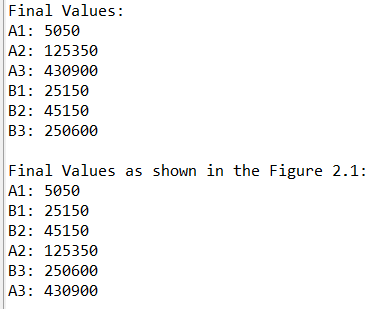 Final Values:
A1: 5050
A2: 125350
A3: 430900
B1: 25150
B2: 45150
B3: 250600
Final Values as shown in the Figure 2.1:
A1: 5050
B1: 25150
B2: 45150
A2: 125350
B3: 250600
A3: 430900